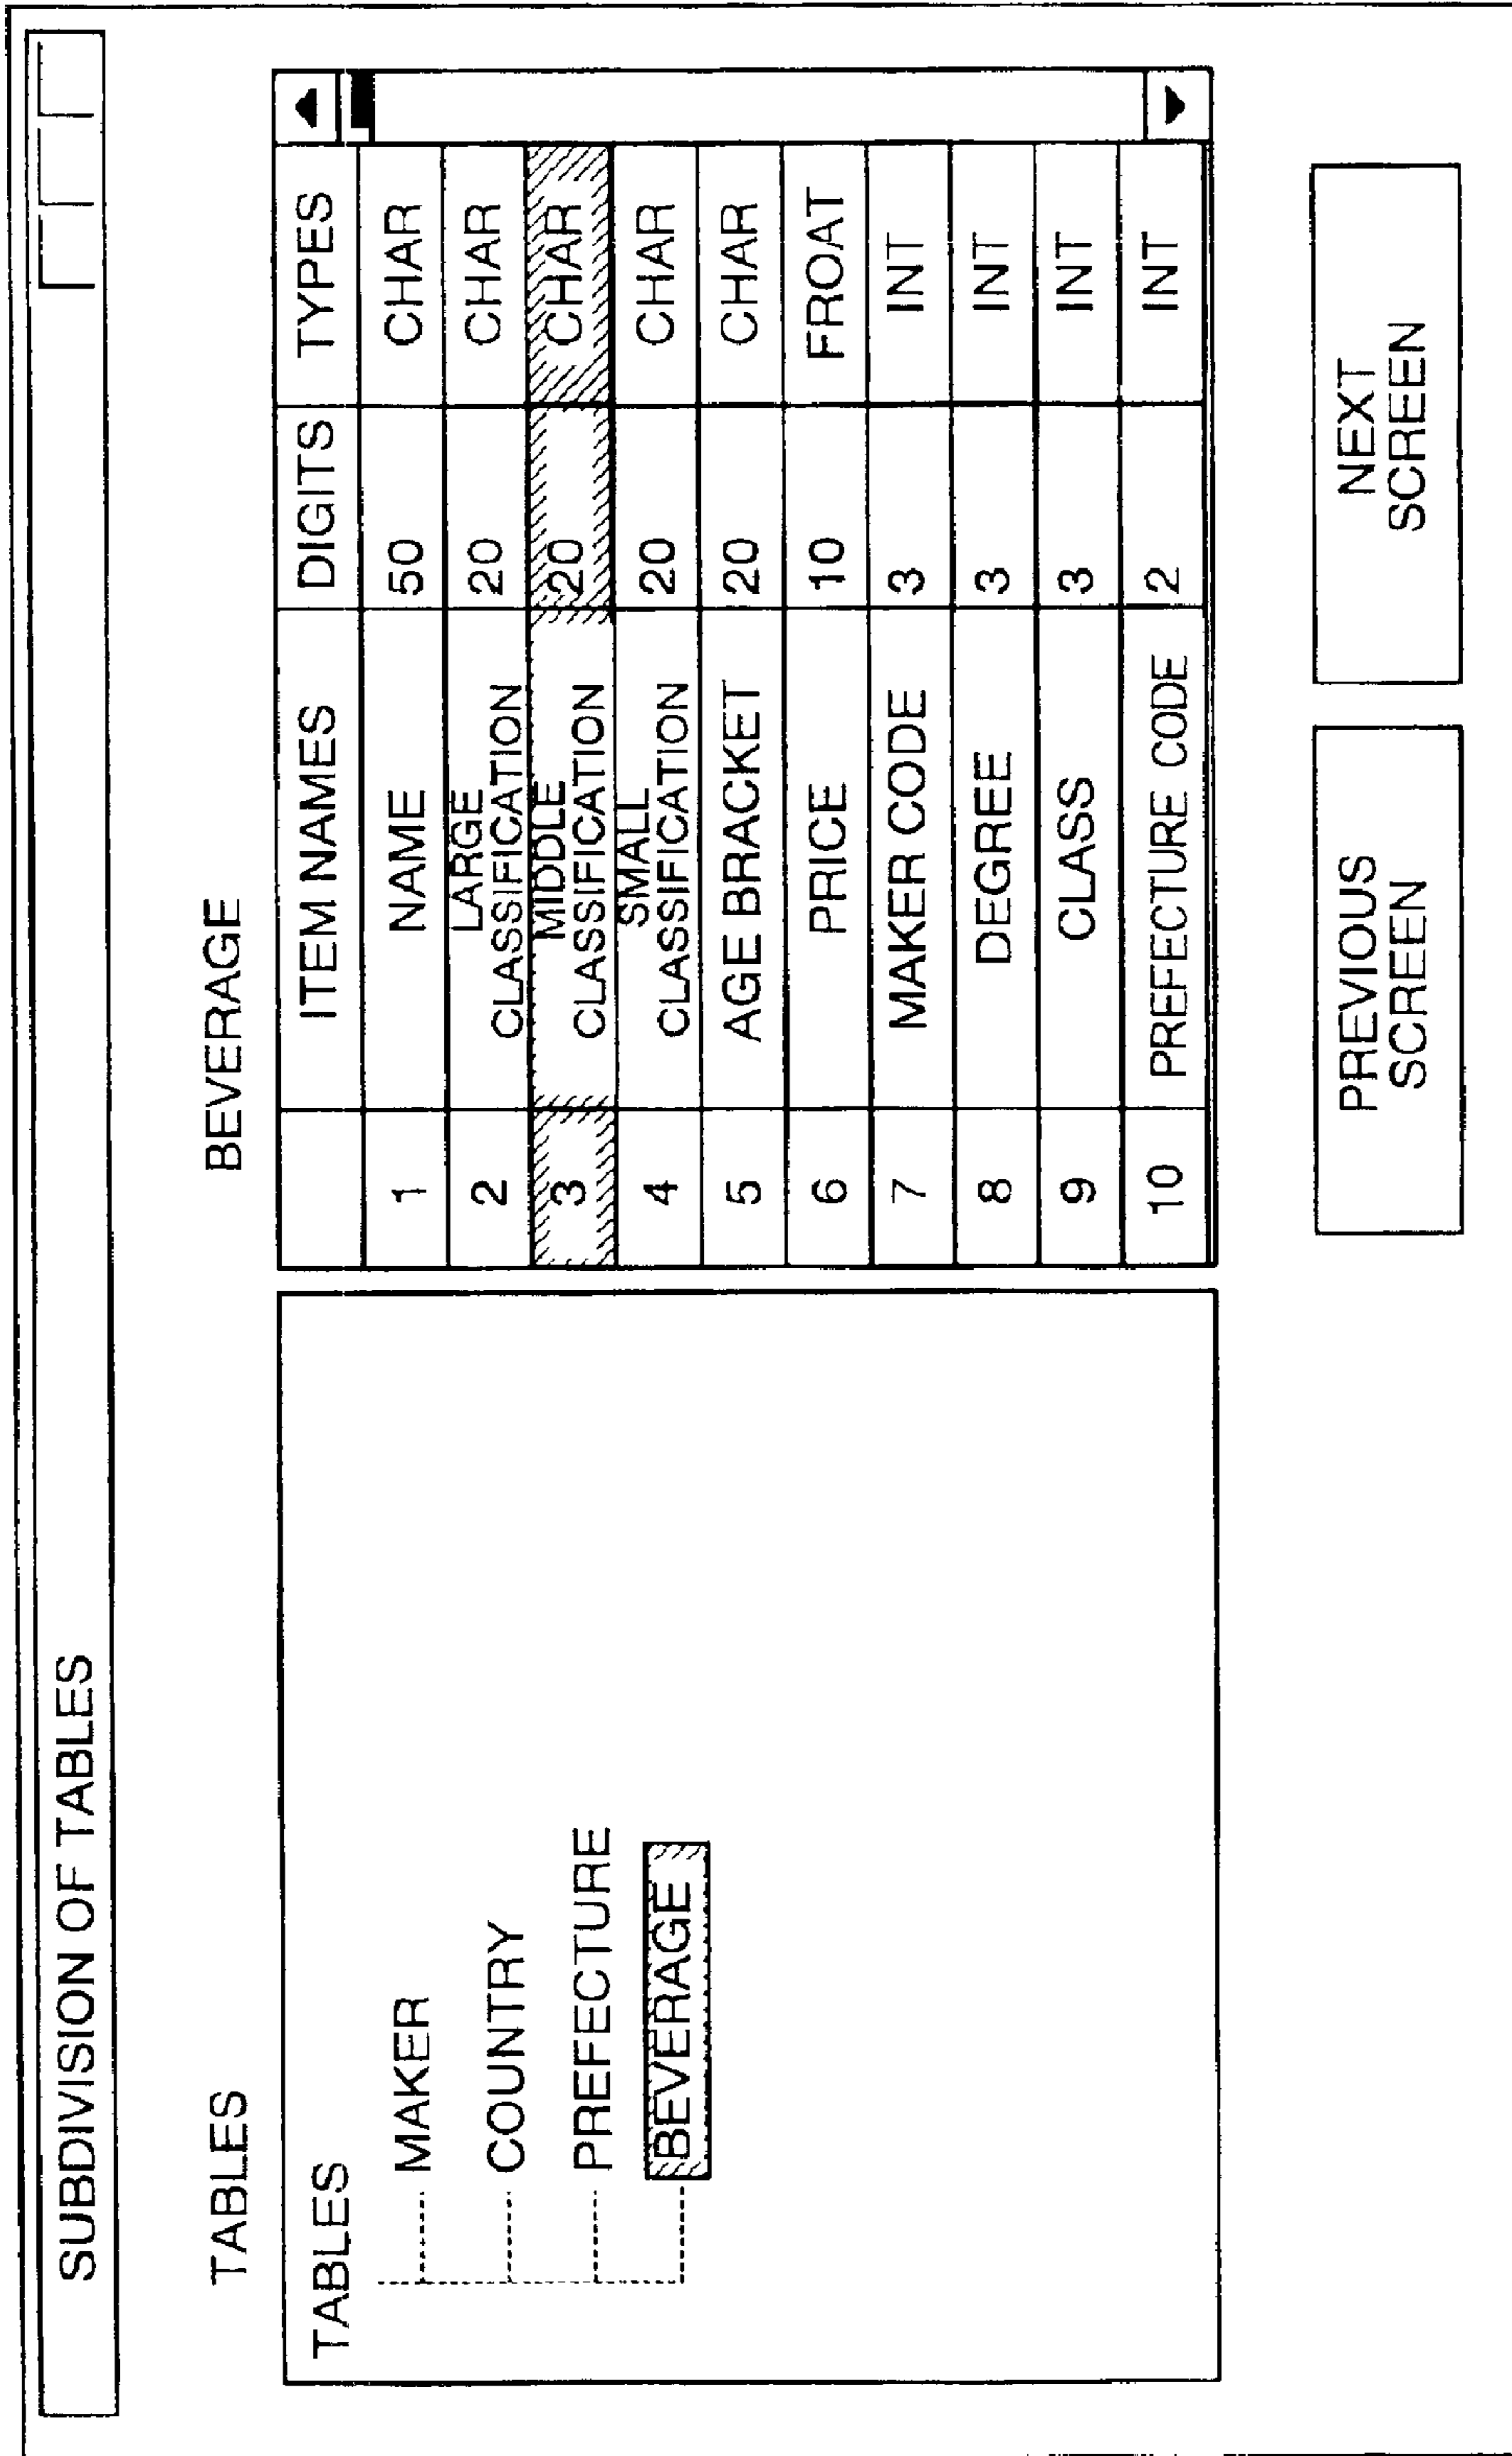 SUBDIVISION OF TABLES
TABLES
TABLES
MAKER
COUNTRY
PREFECTURE
BEVERAGE
BEVERAGE
ITEM NAMES DIGITS TYPES
1 NAME 50 CHAR
2 LARGE CLASSIFICATION 20 CHAR
3 MIDDLE CLASSIFICATION 20 CHAR
4 SMALL CLASSIFICATION 20 CHAR
5 AGE BRACKET 20 CHAR
6 PRICE 10 FROAT
7 MAKER CODE 3 INT
8 DEGREE 3 INT
9 CLASS 3 INT
10 PREFECTURE CODE 2 INT
PREVIOUS
SCREEN
NEXT
SCREEN